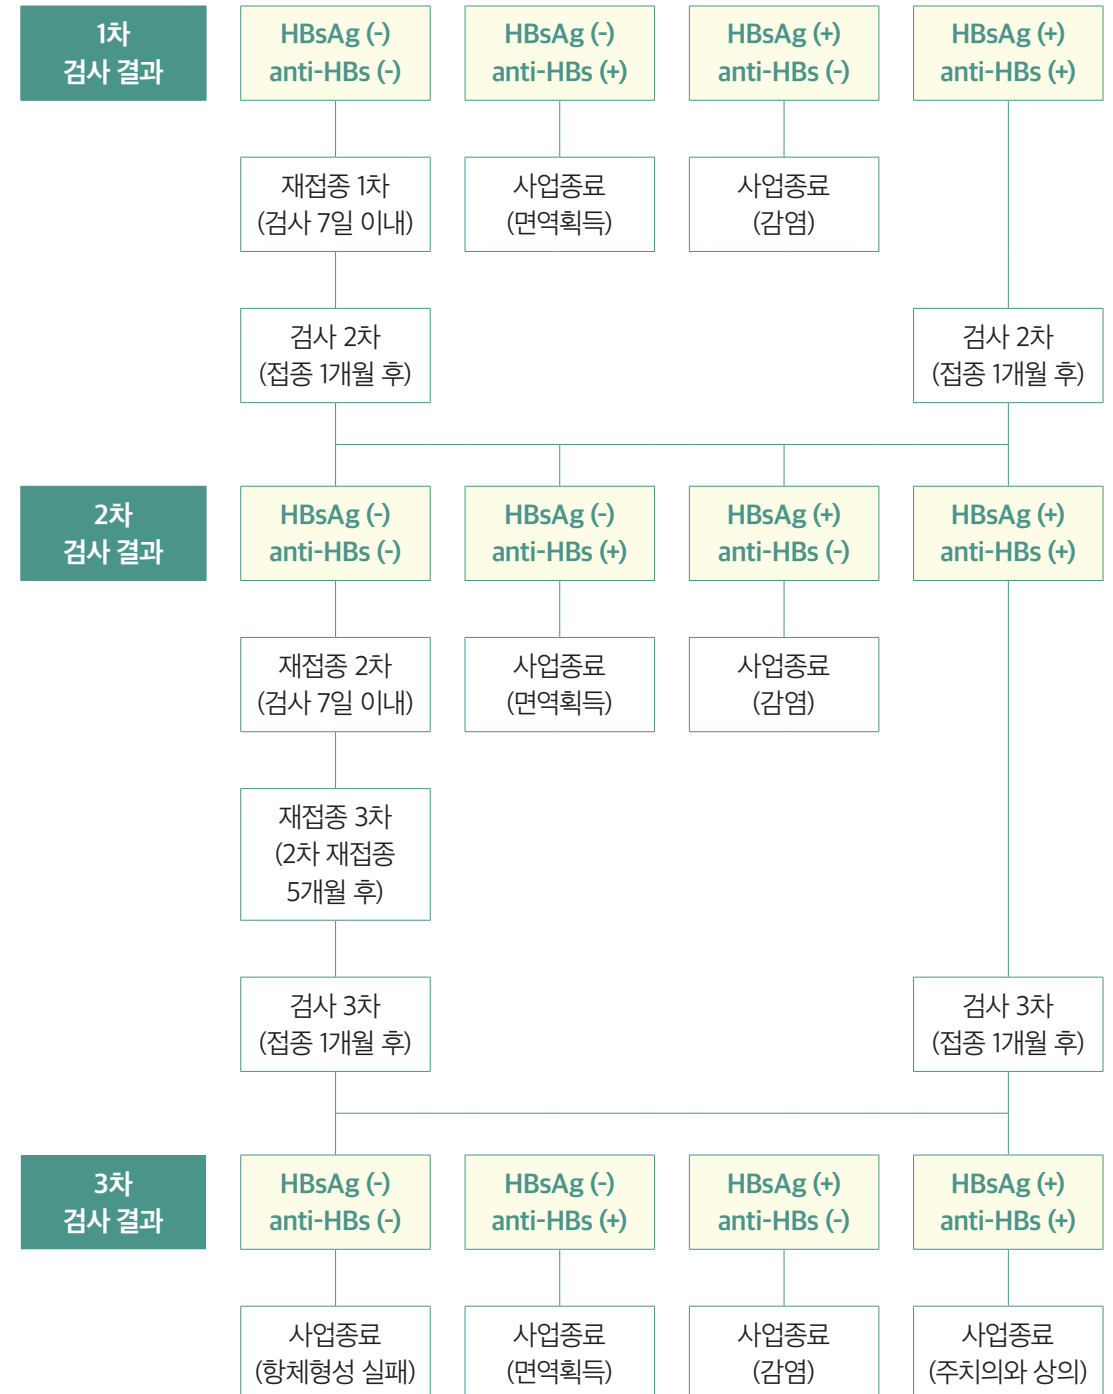 1차
검사 결과
HBsAg (-)
anti-HBs (-)
HBsAg (-)
anti-HBs (+)
HBsAg (+)
anti-HBs (-)
HBsAg (+)
anti-HBs (+)
재접종 1차
(검사 7일 이내)
사업종료
(면역획득)
사업종료
(감염)
검사 2차
(접종 1개월 후)
검사 2차
(접종 1개월 후)
2차
검사 결과
HBsAg (-)
anti-HBs (-)
HBsAg (-)
anti-HBs (+)
HBsAg (+)
anti-HBs (-)
HBsAg (+)
anti-HBs (+)
재접종 2차
(검사 7일 이내)
사업종료
(면역획득)
사업종료
(감염)
재접종 3차
(2차 재접종
5개월 후)
검사 3차
(접종 1개월 후)
검사 3차
(접종 1개월 후)
3차
검사 결과
HBsAg (-)
anti-HBs (-)
HBsAg (-)
anti-HBs (+)
HBsAg (+)
anti-HBs (-)
HBsAg (+)
anti-HBs (+)
사업종료
(항체형성 실패)
사업종료
(면역획득)
사업종료
(감염)
사업종료
(주치의와 상의)